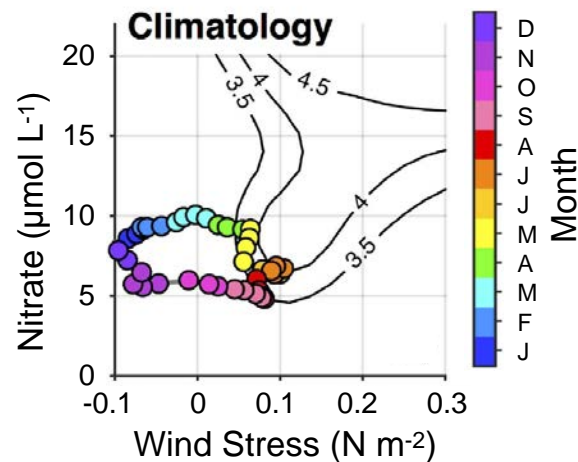 Climatology
20
15
10
5
0
-0.1
0
0.1
0.2
0.3
Nitrate (µmol L-1)
Wind Stress (N m-2)
3.5
4
4.5
4
3.5
D
N
O
S
A
J
J
M
A
M
F
J
Month